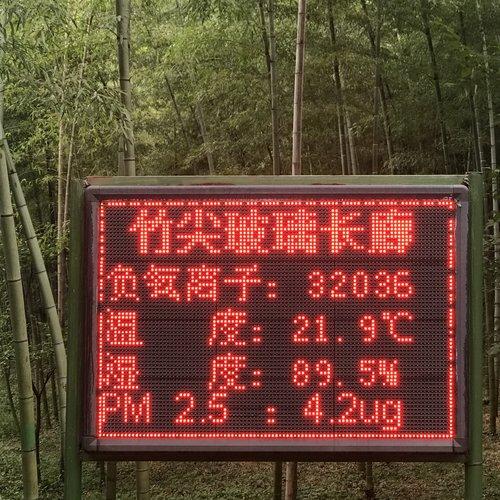 竹尖玻璃长廊
负氧离子: 32036
温 度: 21.9℃
湿 度: 89.5%
PM 2.5 : 4.2ug